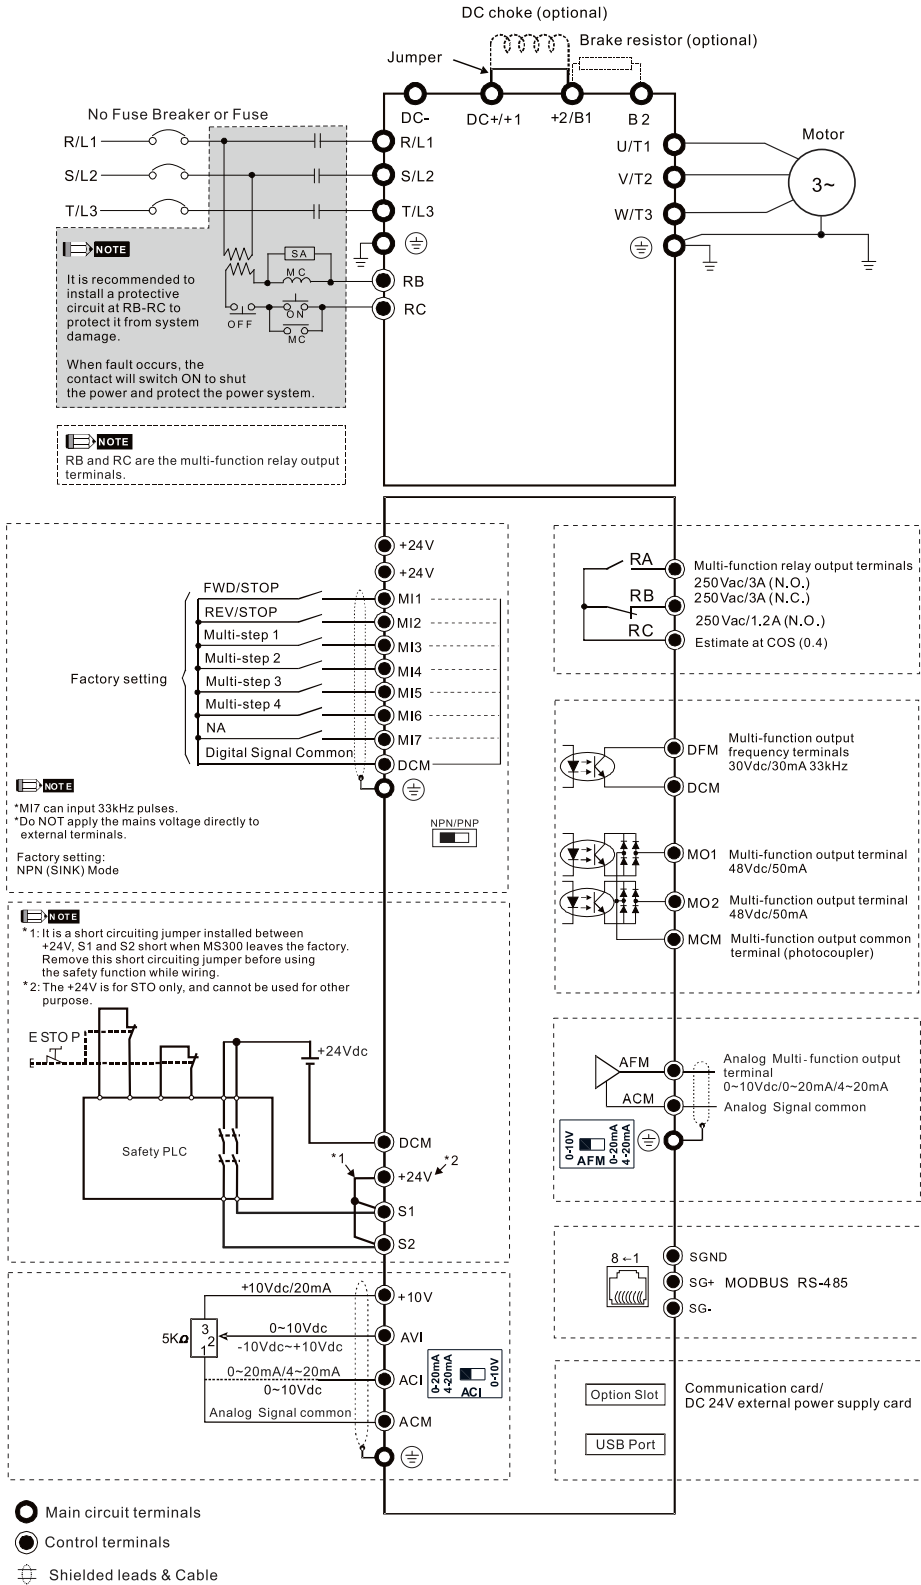 DC choke (optional)
Brake resistor (optional)
Jumper
No Fuse Breaker or Fuse
DC-
DC+/+1
+2/B1
B2
Motor
R/L1
R/L1
U/T1
S/L2
S/L2
V/T2
3~
T/L3
T/L3
W/T3
NOTE
It is recommended to
install a protective
circuit at RB-RC to
protect it from system
damage.
When fault occurs, the
contact will switch ON to shut
the power and protect the power system.
SA
MC
RB
OFF
ON
RC
MC
NOTE
RB and RC are the multi-function relay output
terminals.
+24V
+24V
FWD/STOP
MI1
REV/STOP
MI2
Multi-step 1
MI3
Multi-step 2
MI4
Factory setting
Multi-step 3
MI5
Multi-step 4
MI6
NA
MI7
Digital Signal Common
DCM
NOTE
*MI7 can input 33kHz pulses.
*Do NOT apply the mains voltage directly to
external terminals.
Factory setting:
NPN (SINK) Mode
NPN/PNP
RA
Multi-function relay output terminals
250Vac/3A (N.O.)
RB
250Vac/3A (N.C.)
250Vac/1.2A (N.O.)
RC
Estimate at COS (0.4)
DFM
Multi-function output
frequency terminals
30Vdc/30mA 33kHz
DCM
MO1
Multi-function output terminal
48Vdc/50mA
MO2
Multi-function output terminal
48Vdc/50mA
MCM
Multi-function output common
terminal (photocoupler)
NOTE
*1: It is a short circuiting jumper installed between
+24V, S1 and S2 short when MS300 leaves the factory.
Remove this short circuiting jumper before using
the safety function while wiring.
*2: The +24V is for STO only, and cannot be used for other
purpose.
ESTOP
+24Vdc
Safety PLC
DCM
*1
+24V
*2
S1
S2
AFM
Analog Multi-function output
terminal
0~10Vdc/0~20mA/4~20mA
ACM
Analog Signal common
0-10V
AFM
0-20mA
4-20mA
8←1
SGND
SG+
MODBUS RS-485
SG-
+10Vdc/20mA
+10V
5KΩ
3
2
1
0~10Vdc
-10Vdc~+10Vdc
AVI
0~20mA/4~20mA
0~10Vdc
ACI
0-20mA
4-20mA
ACI
0-10V
Analog Signal common
ACM
Option Slot
Communication card/
DC 24V external power supply card
USB Port
Main circuit terminals
Control terminals
Shielded leads & Cable